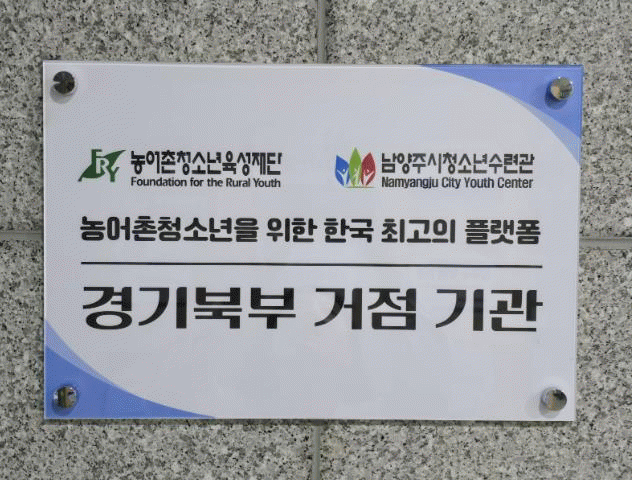 FRY 농어촌청소년육성재단 남양주시청소년수련관
Foundation for the Rural Youth Namyangju City Youth Center
농어촌청소년을 위한 한국 최고의 플랫폼
경기북부 거점 기관